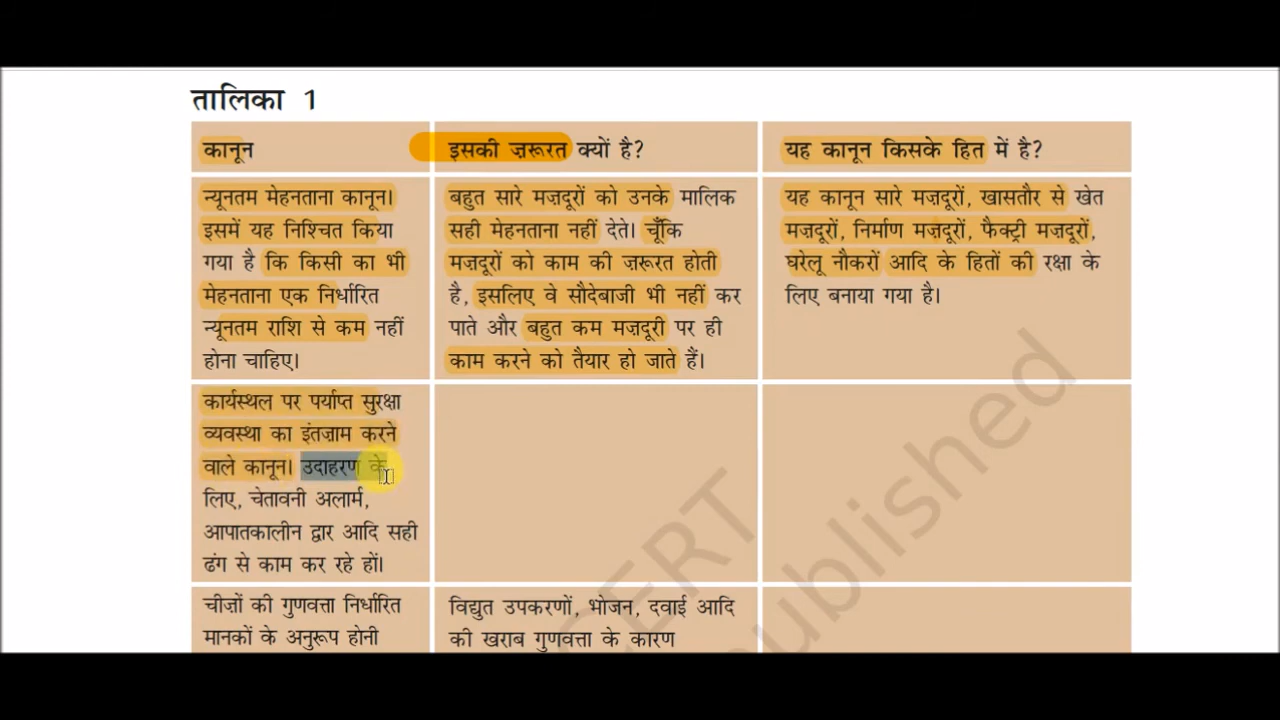 तालिका 1
कानून
इसकी ज़रूरत क्यों है?
यह कानून किसके हित में है?
न्यूनतम मेहनताना कानून।
इसमें यह निश्चित किया
गया है कि किसी का भी
मेहनताना एक निर्धारित
न्यूनतम राशि से कम नहीं
होना चाहिए।
बहुत सारे मज़दूरों को उनके मालिक
सही मेहनताना नहीं देते। चूँकि
मज़दूरों को काम की ज़रूरत होती
है, इसलिए वे सौदेबाजी भी नहीं कर
पाते और बहुत कम मज़दूरी पर ही
काम करने को तैयार हो जाते हैं।
यह कानून सारे मज़दूरों, खासतौर से खेत
मज़दूरों, निर्माण मज़दूरों, फैक्ट्री मज़दूरों,
घरेलू नौकरों आदि के हितों की रक्षा के
लिए बनाया गया है।
कार्यस्थल पर पर्याप्त सुरक्षा
व्यवस्था का इंतज़ाम करने
वाले कानून। उदाहरण के
लिए, चेतावनी अलार्म,
आपातकालीन द्वार आदि सही
ढंग से काम कर रहे हों।
चीज़ों की गुणवत्ता निर्धारित
मानकों के अनुरूप होनी
विद्युत उपकरणों, भोजन, दवाई आदि
की खराब गुणवत्ता के कारण
CERT
published